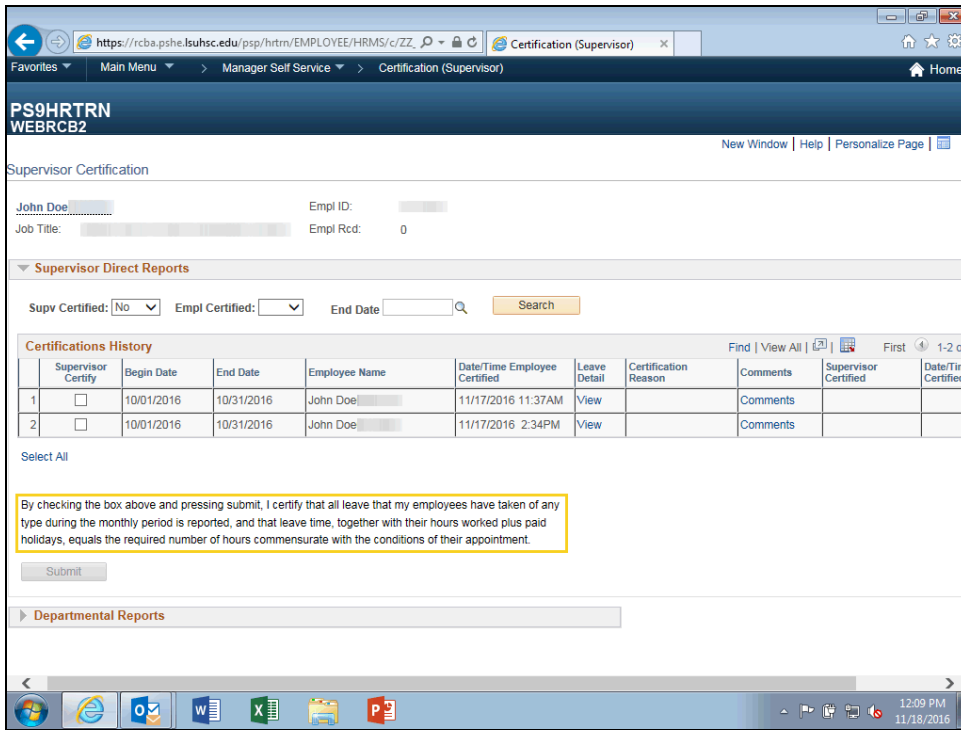 https://rcba.pshe.lsuhsc.edu/psp/hrtrn/EMPLOYEE/HRMS/c/ZZ_ Certification (Supervisor)
Favorites Main Menu > Manager Self Service > Certification (Supervisor) Home
PS9HRTRN
WEBRCB2
New Window | Help | Personalize Page |
Supervisor Certification
John Doe Empl ID:
Job Title: Empl Rcd: 0
Supervisor Direct Reports
Supv Certified: No Empl Certified: End Date Search
Certifications History Find | View All | First 1-2
Supervisor Certify Begin Date End Date Employee Name Date/Time Employee Certified Leave Detail Certification Reason Comments Supervisor Certified
1 10/01/2016 10/31/2016 John Doe 11/17/2016 11:37AM View Comments
2 10/01/2016 10/31/2016 John Doe 11/17/2016 2:34PM View Comments
Select All
By checking the box above and pressing submit, I certify that all leave that my employees have taken of any
type during the monthly period is reported, and that leave time, together with their hours worked plus paid
holidays, equals the required number of hours commensurate with the conditions of their appointment.
Submit
Departmental Reports
12:09 PM
11/18/2016